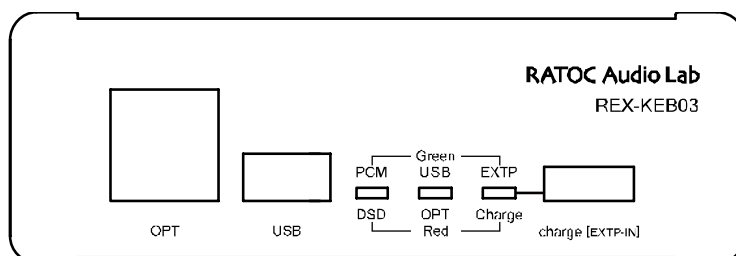 RATOC Audio Lab
REX-KEB03
Green
PCM USB EXTP
DSD OPT Charge
Red
OPT USB charge [EXTP-IN]